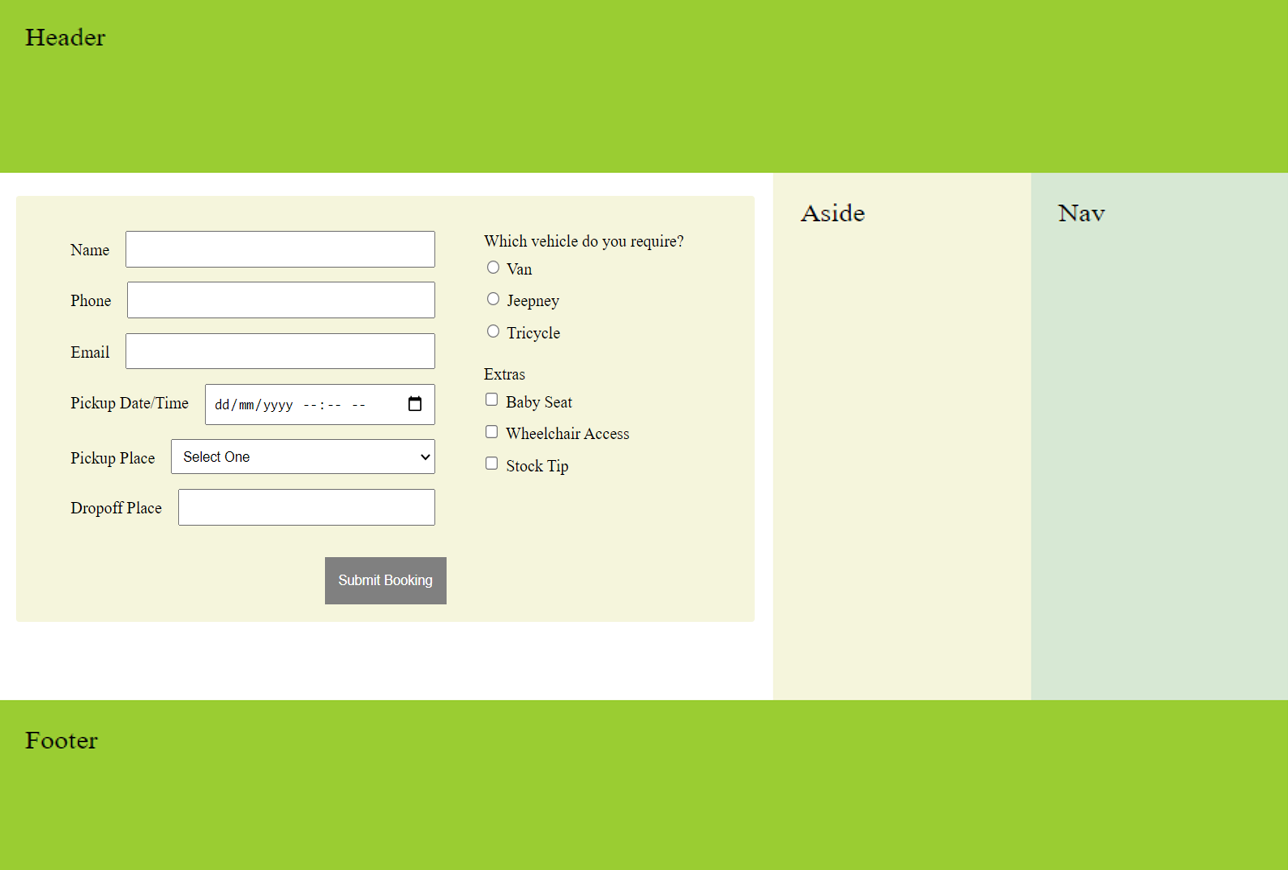 Header
Name
Phone
Email
Pickup Date/Time
dd/mm/yyyy --:-- --
Pickup Place
Select One
Dropoff Place
Which vehicle do you require?
Van
Jeepney
Tricycle
Extras
Baby Seat
Wheelchair Access
Stock Tip
Submit Booking
Aside
Nav
Footer